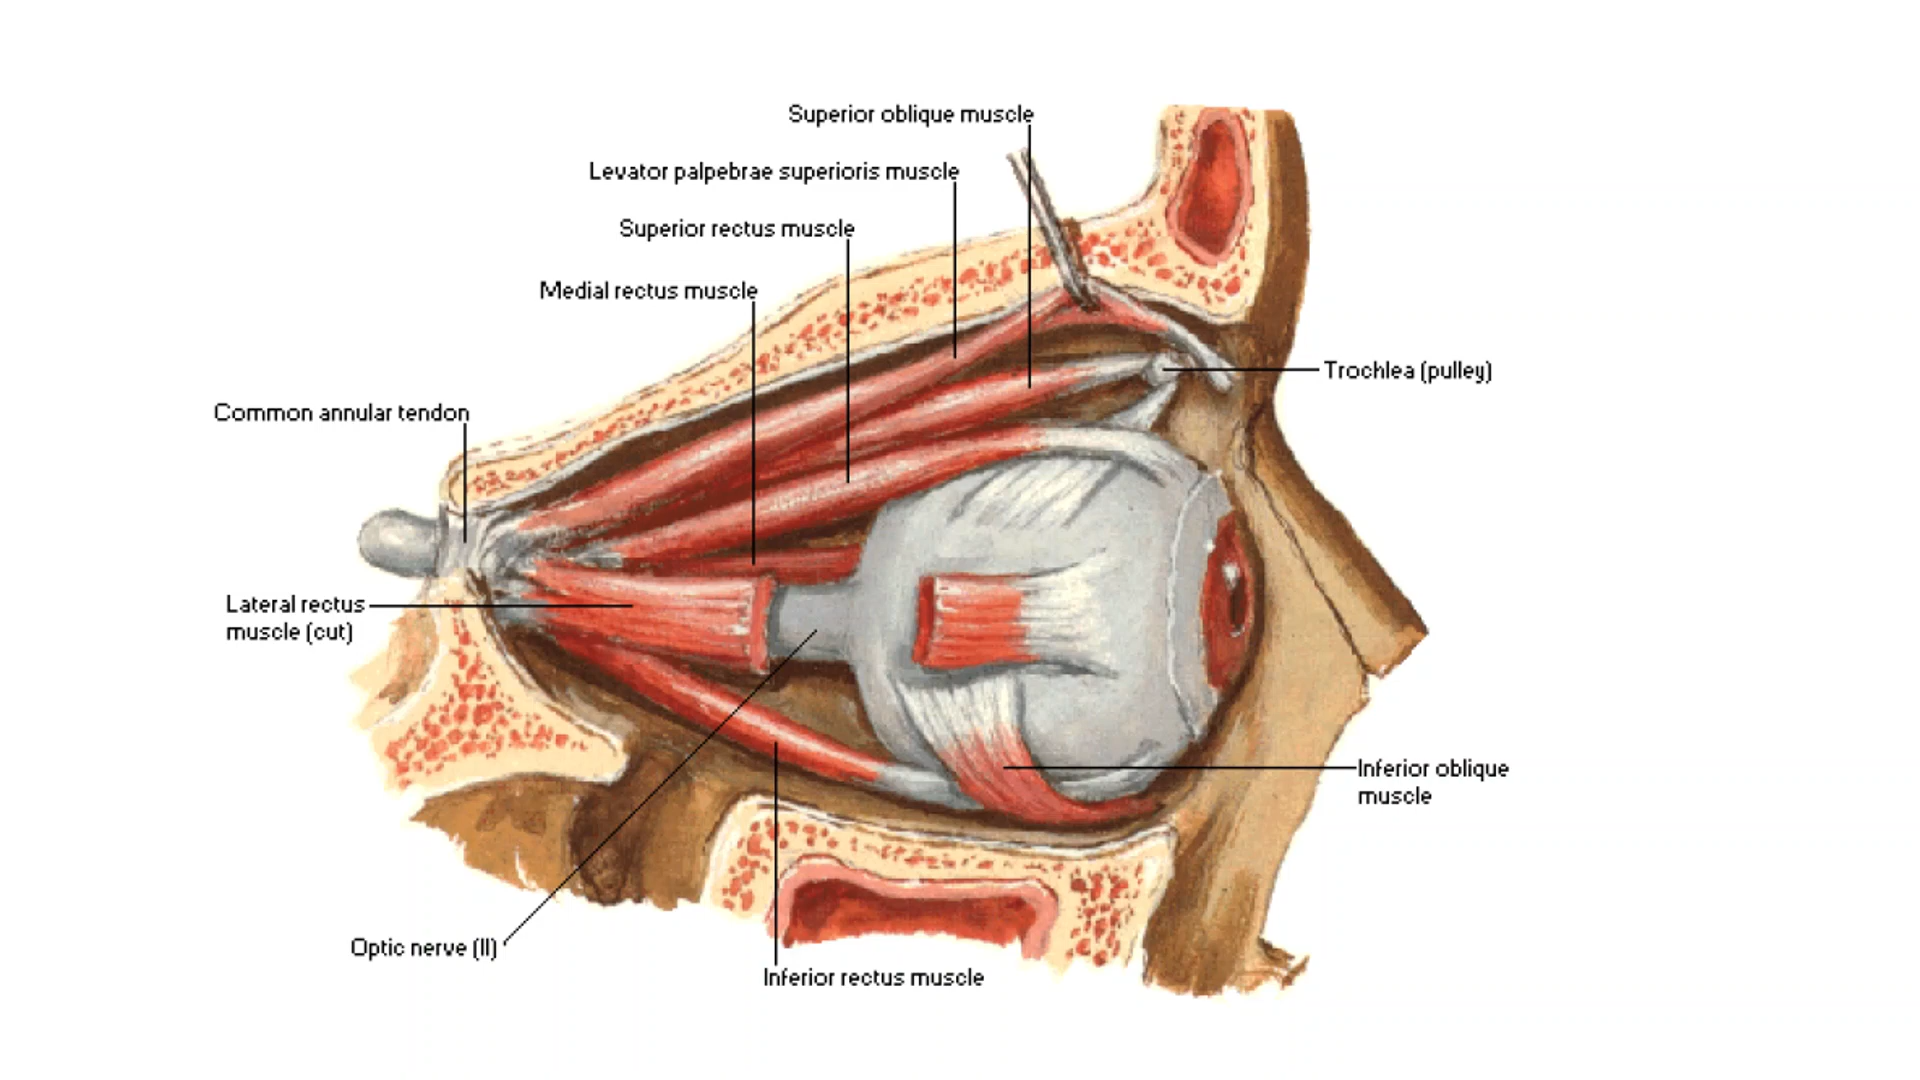 Superior oblique muscle
Levator palpebrae superioris muscle
Superior rectus muscle
Medial rectus muscle
Trochlea (pulley)
Common annular tendon
Lateral rectus
muscle (cut)
Inferior oblique
muscle
Optic nerve (II)
Inferior rectus muscle